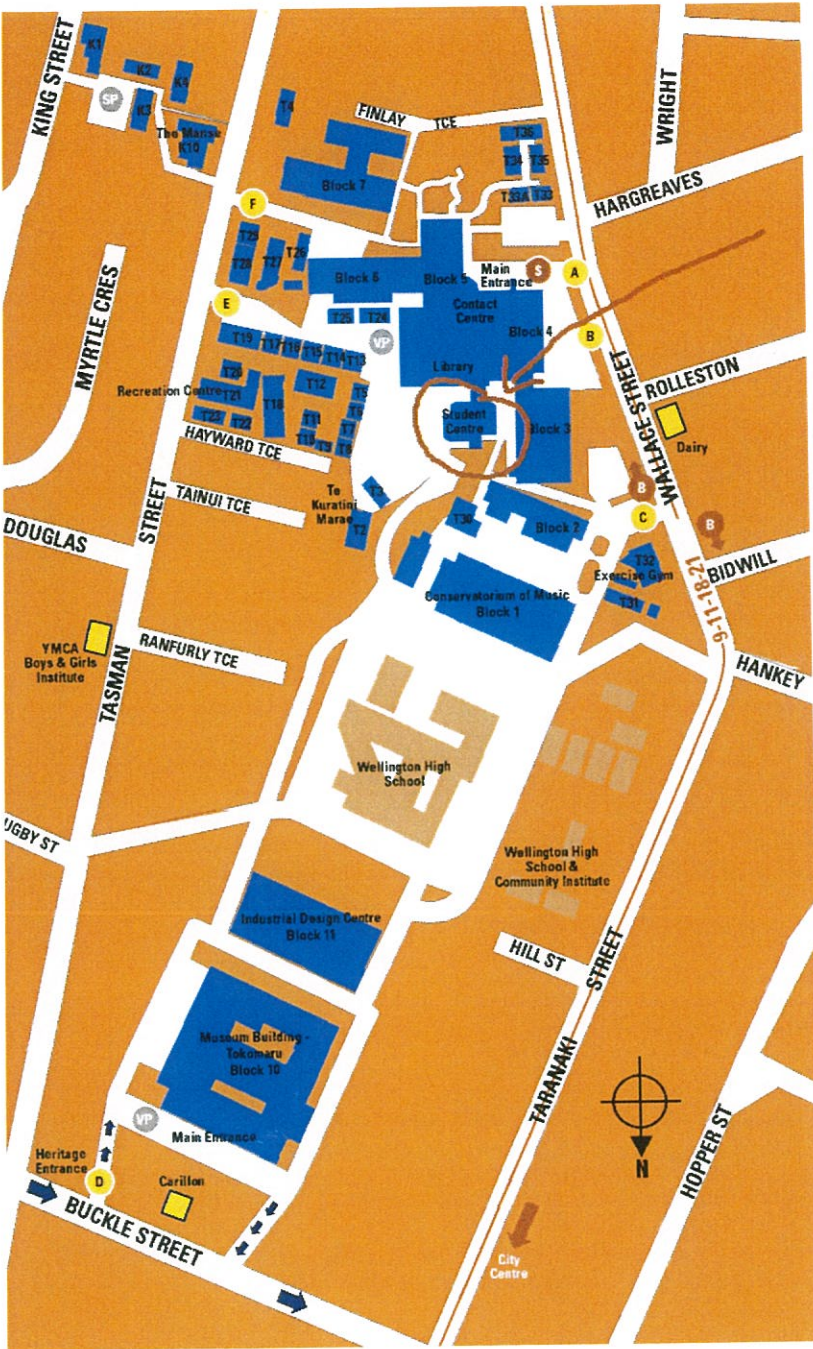 KING STREET
K1
K2
K4
SP
K3
The Manse
K10
T4
FINLAY TCE
Block 7
T36
T34
T35
T33A
T33
WRIGHT
HARGREAVES
F
T29
T28
T27
T26
Block 6
Block 5
Main
Entrance
S
A
Contact
Centre
Block 4
B
MYRTLE CRES
E
T25
T24
VP
T19
T17
T16
T15
T14
T13
Library
ROLLESTON
Recreation Centre
T20
T21
T12
T18
T5
T6
T7
T8
T23
T22
T11
T10
T9
Student
Centre
Block 3
WALLACE STREET
Dairy
HAYWARD TCE
TAINUI TCE
Te
Kuratini
Marae
T3
T2
T30
Block 2
B
C
B
DOUGLAS
STREET
T32
Exercise Gym
T31
BIDWILL
9-11-18-21
Conservatorium of Music
Block 1
YMCA
Boys & Girls
Institute
RANFURLY TCE
TASMAN
HANKEY
Wellington High
School
UGBY ST
Wellington High
School &
Community Institute
Industrial Design Centre
Block 11
HILL ST
STREET
TARANAKI
Museum Building -
Tokomaru
Block 10
VP
Main Entrance
HOPPER ST
N
Heritage
Entrance
D
Carillon
BUCKLE STREET
City
Centre